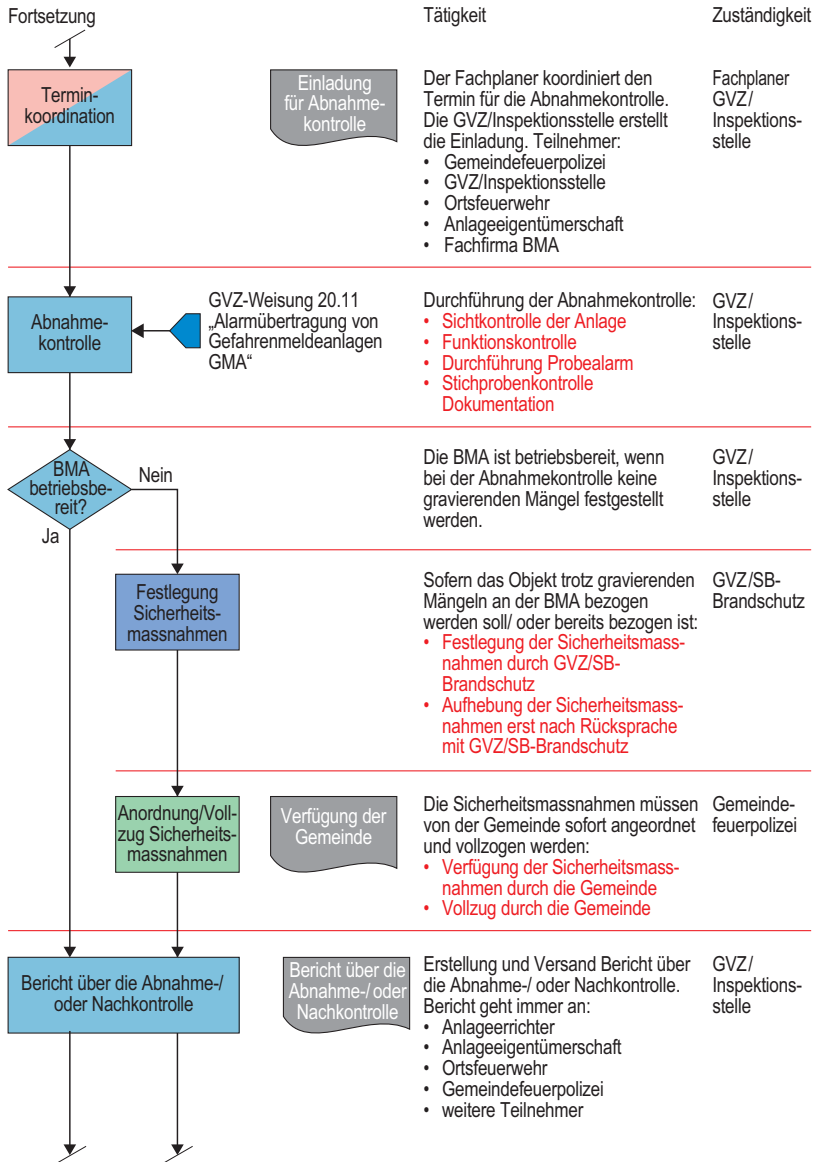 Fortsetzung
Tätigkeit
Zuständigkeit
Termin-
koordination
Einladung
für Abnahme-
kontrolle
Der Fachplaner koordiniert den
Termin für die Abnahmekontrolle.
Die GVZ/Inspektionsstelle erstellt
die Einladung. Teilnehmer:
• Gemeindefeuerpolizei
• GVZ/Inspektionsstelle
• Ortsfeuerwehr
• Anlageeigentümerschaft
• Fachfirma BMA
Fachplaner
GVZ/
Inspektions-
stelle
Abnahme-
kontrolle
GVZ-Weisung 20.11
„Alarmübertragung von
Gefahrenmeldeanlagen
GMA“
Durchführung der Abnahmekontrolle:
• Sichtkontrolle der Anlage
• Funktionskontrolle
• Durchführung Probealarm
• Stichprobenkontrolle
Dokumentation
GVZ/
Inspektions-
stelle
BMA
betriebsbe-
reit?
Nein
Ja
Die BMA ist betriebsbereit, wenn
bei der Abnahmekontrolle keine
gravierenden Mängel festgestellt
werden.
GVZ/
Inspektions-
stelle
Festlegung
Sicherheits-
massnahmen
Sofern das Objekt trotz gravierenden
Mängeln an der BMA bezogen
werden soll/ oder bereits bezogen ist:
• Festlegung der Sicherheitsmass-
nahmen durch GVZ/SB-
Brandschutz
• Aufhebung der Sicherheitsmass-
nahmen erst nach Rücksprache
mit GVZ/SB-Brandschutz
GVZ/SB-
Brandschutz
Anordnung/Voll-
zug Sicherheits-
massnahmen
Verfügung der
Gemeinde
Die Sicherheitsmassnahmen müssen
von der Gemeinde sofort angeordnet
und vollzogen werden:
• Verfügung der Sicherheitsmass-
nahmen durch die Gemeinde
• Vollzug durch die Gemeinde
Gemeinde-
feuerpolizei
Bericht über die Abnahme-/
oder Nachkontrolle
Bericht über die
Abnahme-/ oder
Nachkontrolle
Erstellung und Versand Bericht über
die Abnahme-/ oder Nachkontrolle.
Bericht geht immer an:
• Anlageerrichter
• Anlageeigentümerschaft
• Ortsfeuerwehr
• Gemeindefeuerpolizei
• weitere Teilnehmer
GVZ/
Inspektions-
stelle